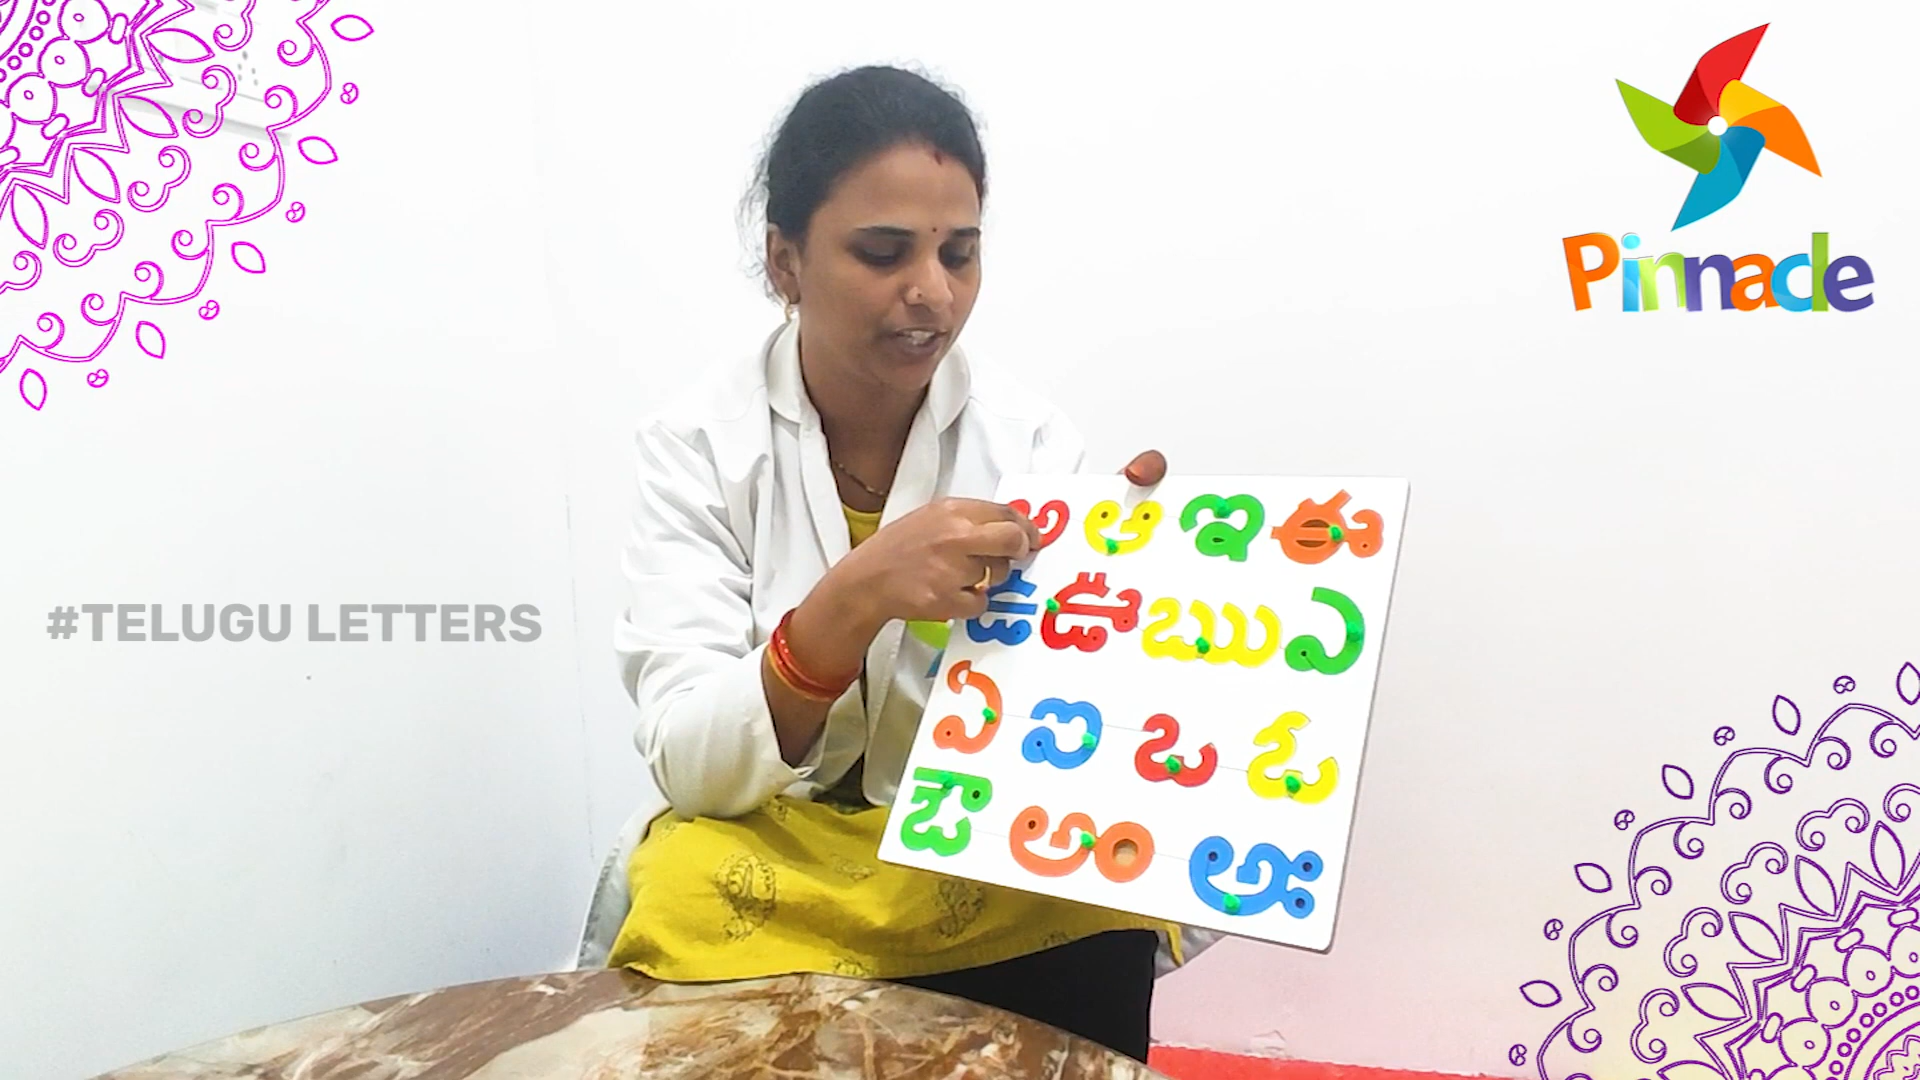 Pinnacle
అ ఆ ఇ ఈ
ఉ ఊ ఋ ఎ
#TELUGU LETTERS
ఏ ఐ ఒ ఓ
ఔ అం అః